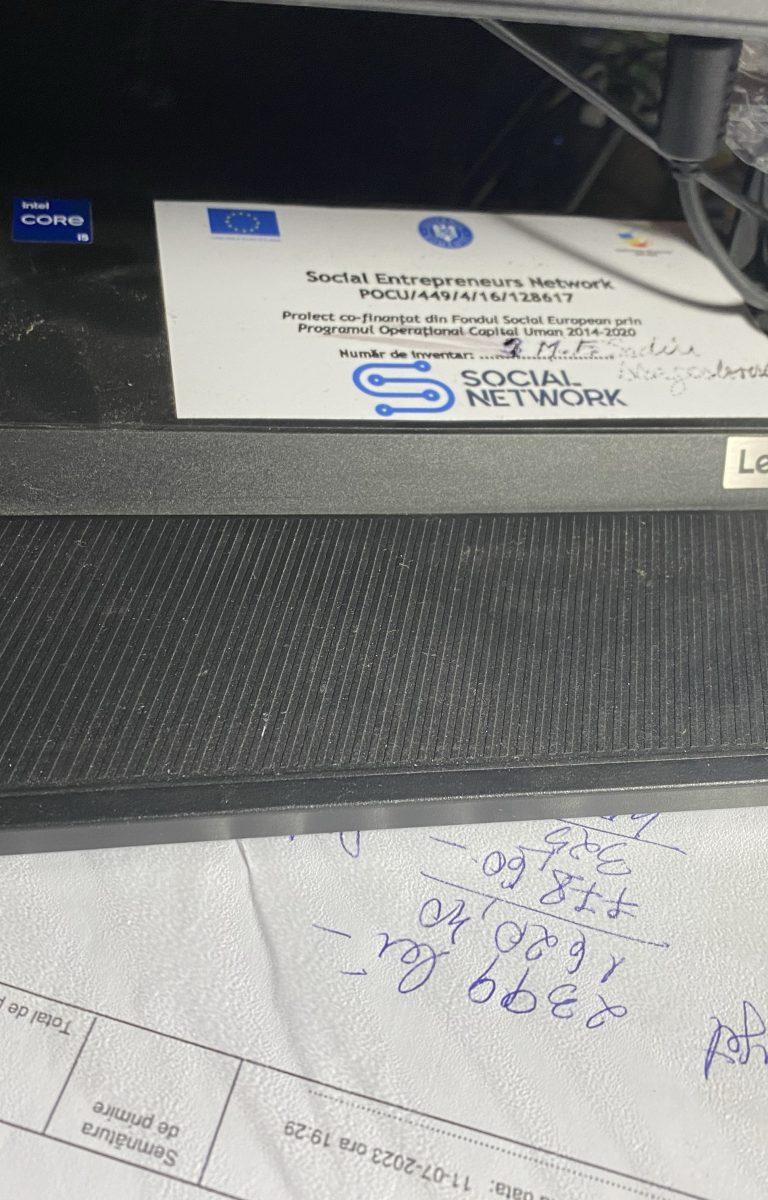 intel
CORE
i5
Social Entrepreneurs Network
POCU/449/4/16/128617
Proiect co-finanțat din Fondul Social European prin
Programul Operațional Capital Uman 2014-2020
Număr de inventar:
SOCIAL
NETWORK
Le
2399 lei
1620,40
778,60
325
data: 11-07-2023 ora 19:29
Semnătura
de primire
Total de